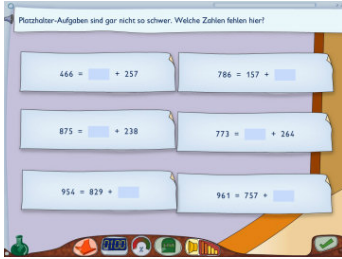 Platzhalter-Aufgaben sind gar nicht so schwer. Welche Zahlen fehlen hier?
466 = + 257
786 = 157 +
875 = + 238
773 = + 264
954 = 829 +
961 = 757 +
0100